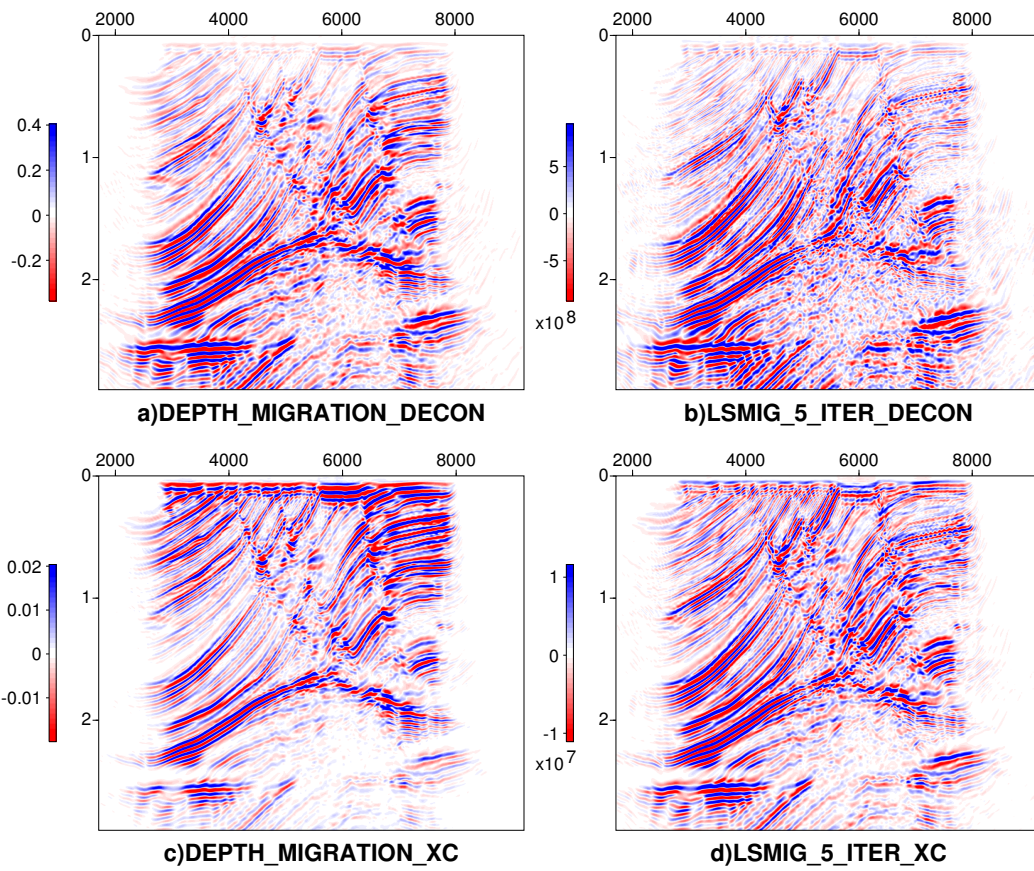 2000 4000 6000 8000
0
1
2
0.4
0.2
0
-0.2
a)DEPTH_MIGRATION_DECON
2000 4000 6000 8000
0
1
2
5
0
-5
x10 8
b)LSMIG_5_ITER_DECON
2000 4000 6000 8000
0
1
2
0.02
0.01
0
-0.01
c)DEPTH_MIGRATION_XC
2000 4000 6000 8000
0
1
2
1
0
-1
x10 7
d)LSMIG_5_ITER_XC